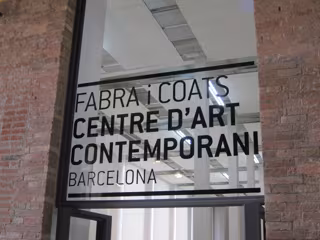 FABRA i COATS
CENTRE D'ART
CONTEMPORANI
BARCELONA